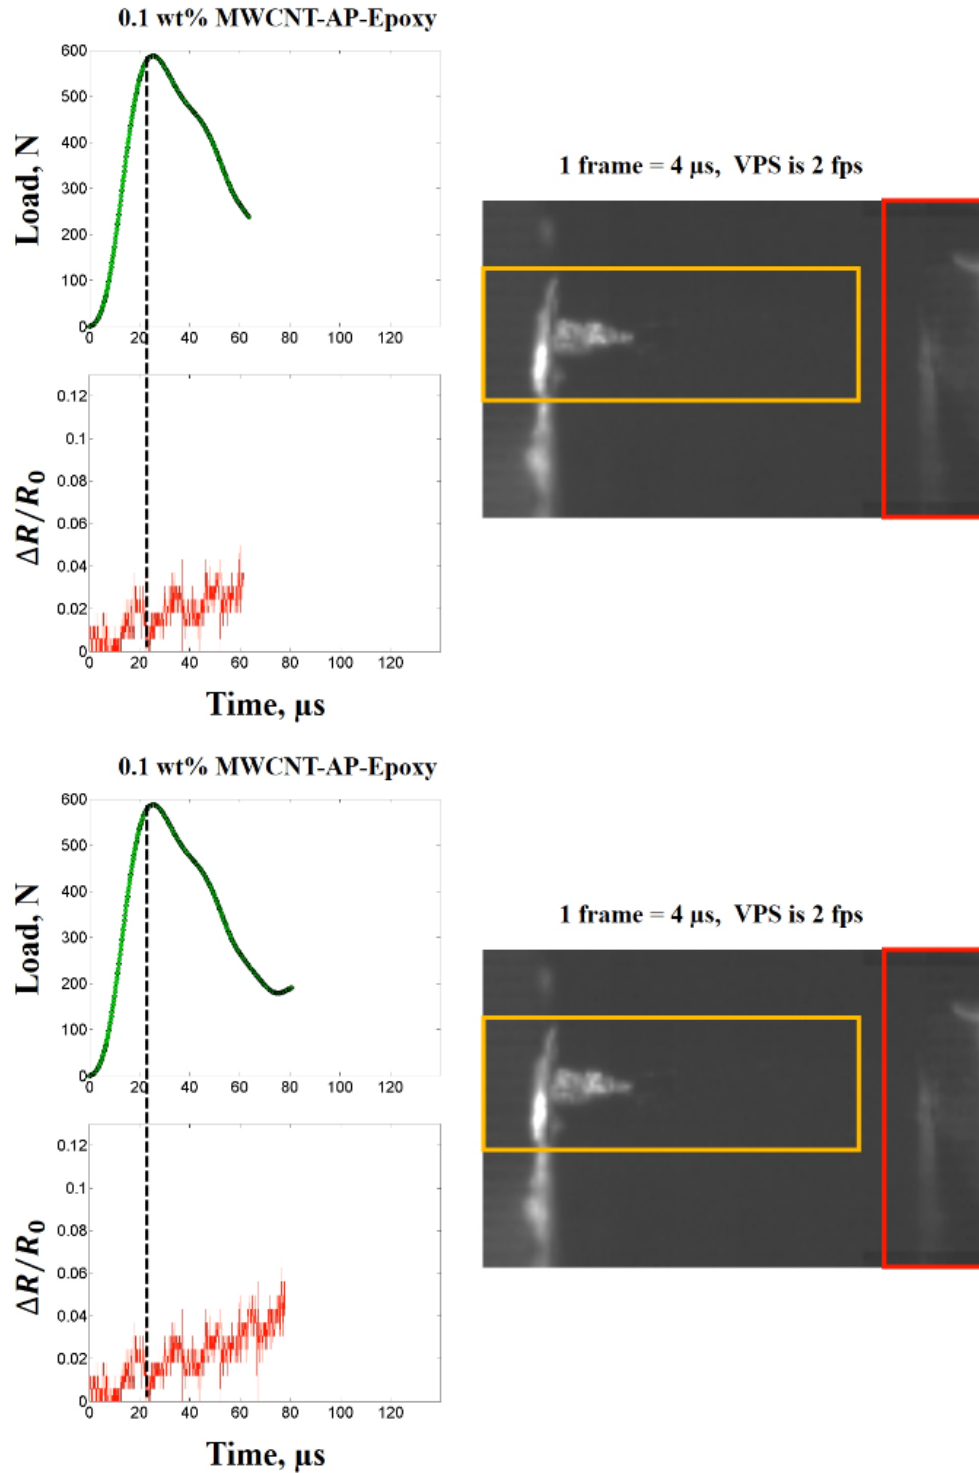 0.1 wt% MWCNT-AP-Epoxy
600
500
400
300
200
100
0
Load, N
0 20 40 60 80 100 120
1 frame = 4 µs, VPS is 2 fps
0.12
0.1
0.08
0.06
0.04
0.02
0
ΔR/R0
0 20 40 60 80 100 120
Time, µs
0.1 wt% MWCNT-AP-Epoxy
600
500
400
300
200
100
0
Load, N
0 20 40 60 80 100 120
1 frame = 4 µs, VPS is 2 fps
0.12
0.1
0.08
0.06
0.04
0.02
0
ΔR/R0
0 20 40 60 80 100 120
Time, µs